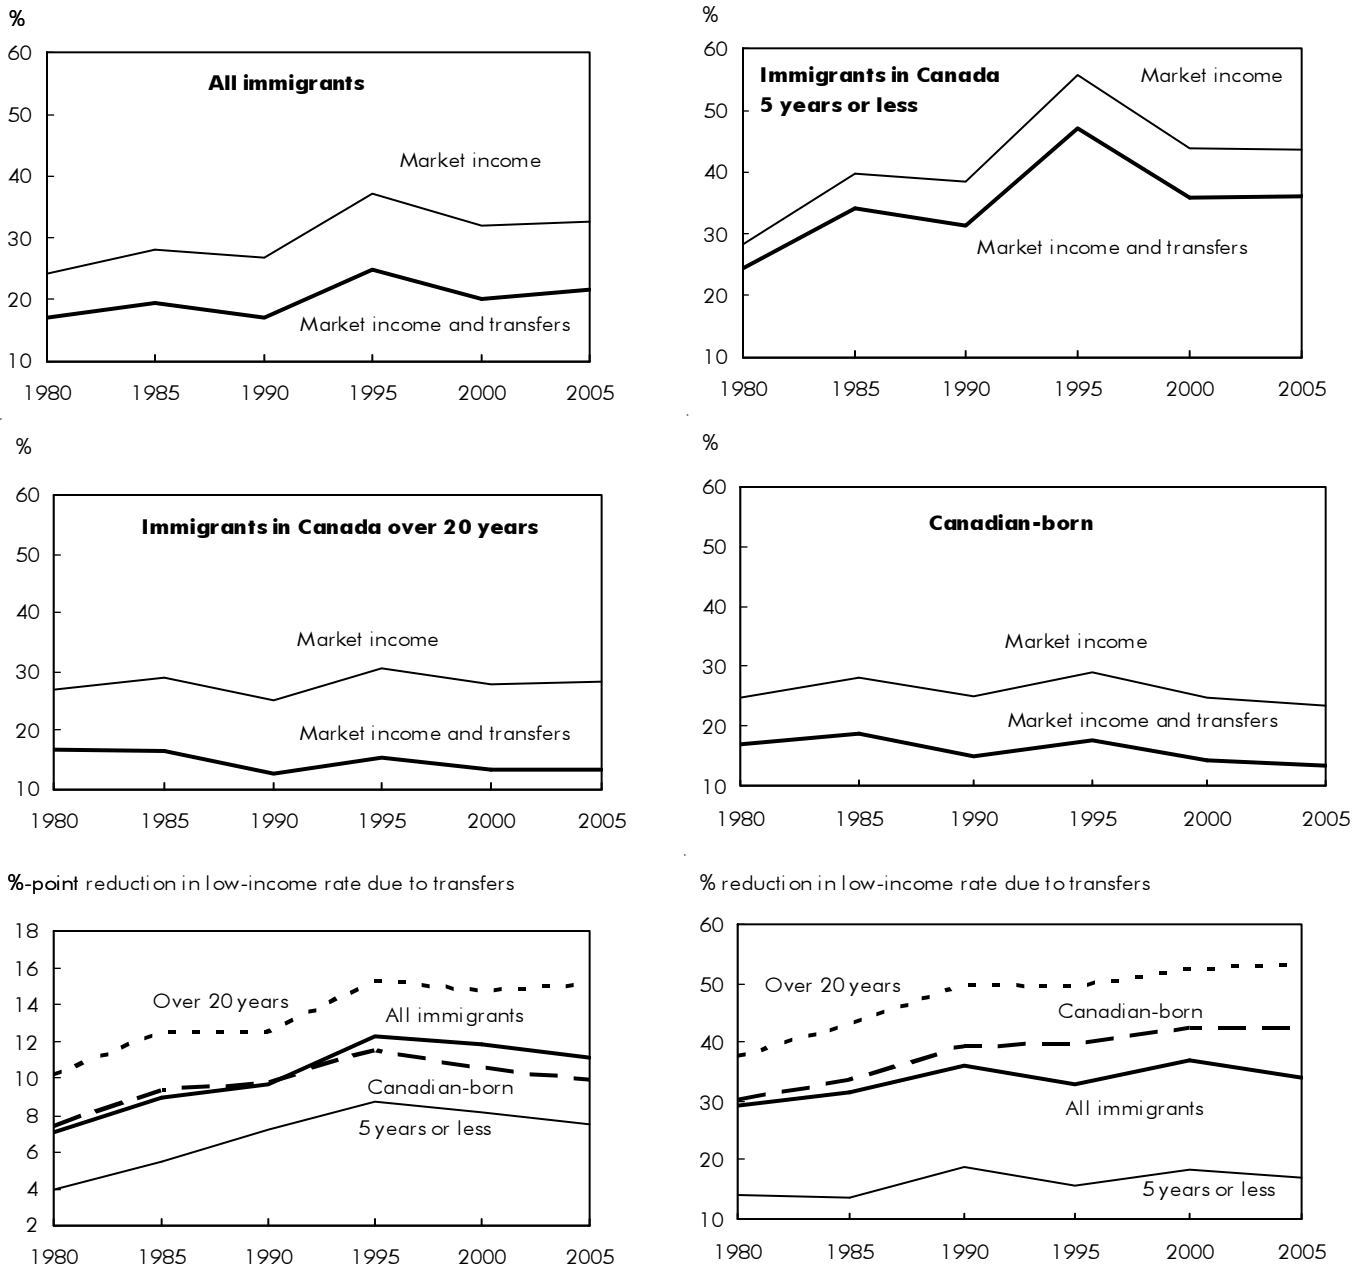 %
60
50
40
30
20
10
All immigrants
Market income
Market income and transfers
1980 1985 1990 1995 2000 2005
%
60
50
40
30
20
10
Immigrants in Canada
5 years or less
Market income
Market income and transfers
1980 1985 1990 1995 2000 2005
%
60
50
40
30
20
10
Immigrants in Canada over 20 years
Market income
Market income and transfers
1980 1985 1990 1995 2000 2005
%
60
50
40
30
20
10
Canadian-born
Market income
Market income and transfers
1980 1985 1990 1995 2000 2005
%-point reduction in low-income rate due to transfers
18
16
14
12
10
8
6
4
2
Over 20 years
All immigrants
Canadian-born
5 years or less
1980 1985 1990 1995 2000 2005
% reduction in low-income rate due to transfers
60
50
40
30
20
10
Over 20 years
Canadian-born
All immigrants
5 years or less
1980 1985 1990 1995 2000 2005